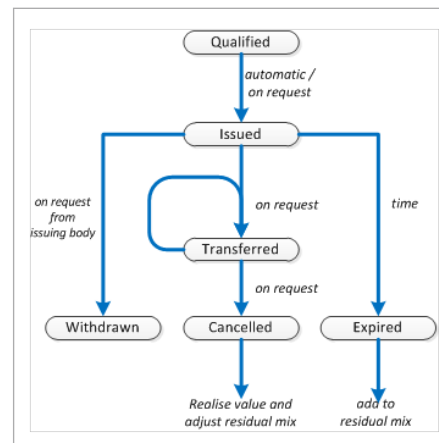 Qualified
automatic /
on request
Issued
on request
from
issuing body
on request
time
Transferred
on request
Withdrawn
Cancelled
Expired
Realise value and
adjust residual mix
add to
residual mix